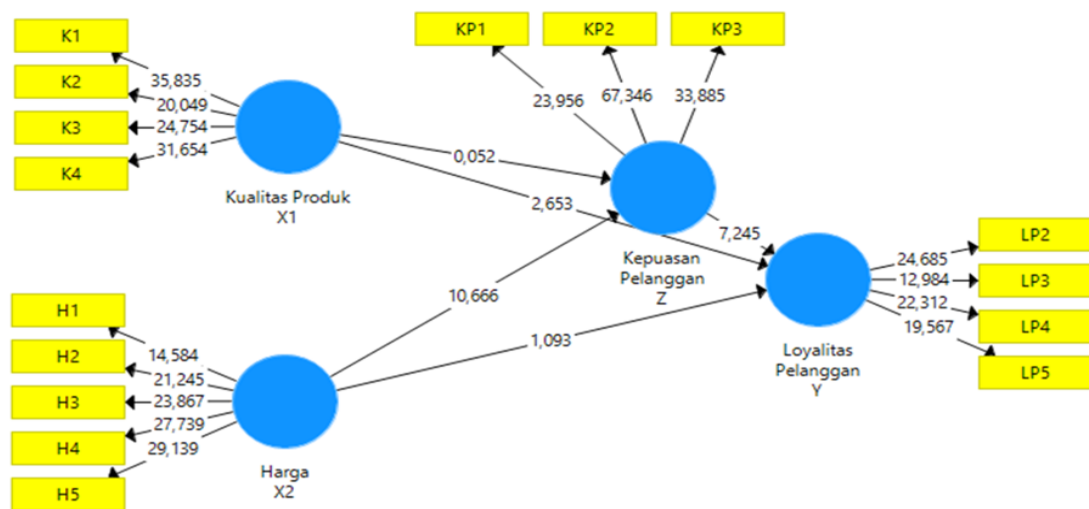 K1
K2
K3
K4
35,835
20,049
24,754
31,654
Kualitas Produk
X1
KP1
KP2
KP3
23,956
67,346
33,885
0,052
2,653
Kepuasan
Pelanggan
Z
7,245
10,666
1,093
H1
H2
H3
H4
H5
14,584
21,245
23,867
27,739
29,139
Harga
X2
Loyalitas
Pelanggan
Y
24,685
12,984
22,312
19,567
LP2
LP3
LP4
LP5